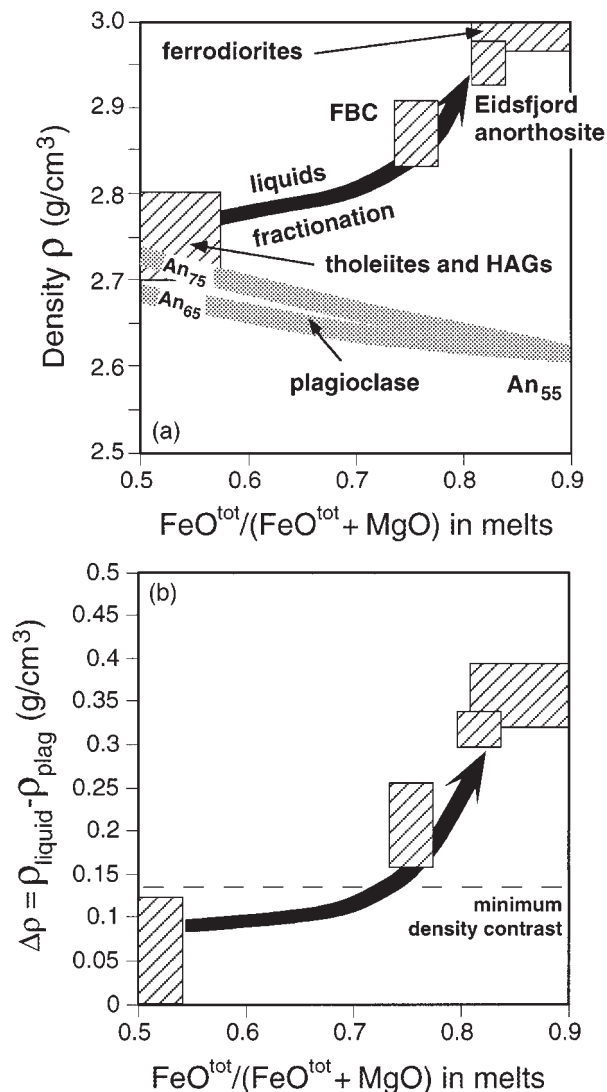 3.0
2.9
2.8
2.7
2.6
2.5
Density ρ (g/cm³)
ferrodiorites
FBC
Eidsfjord
anorthosite
liquids
fractionation
tholeiites and HAGs
An₇₅
An₆₅
plagioclase
An₅₅
(a)
0.5 0.6 0.7 0.8 0.9
FeOᵗᵒᵗ/(FeOᵗᵒᵗ + MgO) in melts
(b)
0.5
0.45
0.4
0.35
0.3
0.25
0.2
0.15
0.1
0.05
0
Δρ = ρliquid-ρplag (g/cm³)
minimum
density contrast
0.5 0.6 0.7 0.8 0.9
FeOᵗᵒᵗ/(FeOᵗᵒᵗ + MgO) in melts